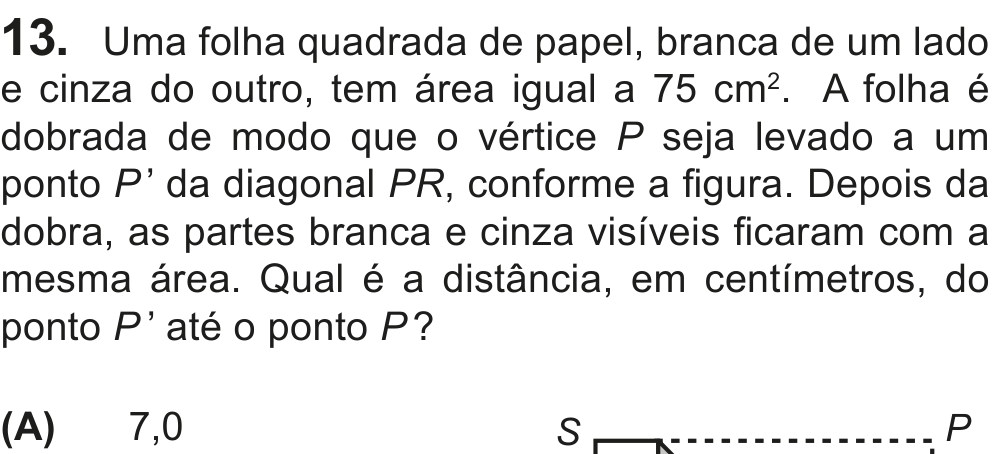 13. Uma folha quadrada de papel, branca de um lado
e cinza do outro, tem área igual a 75 cm². A folha é
dobrada de modo que o vértice P seja levado a um
ponto P’ da diagonal PR, conforme a figura. Depois da
dobra, as partes branca e cinza visíveis ficaram com a
mesma área. Qual é a distância, em centímetros, do
ponto P’ até o ponto P?
(A) 7,0
S P